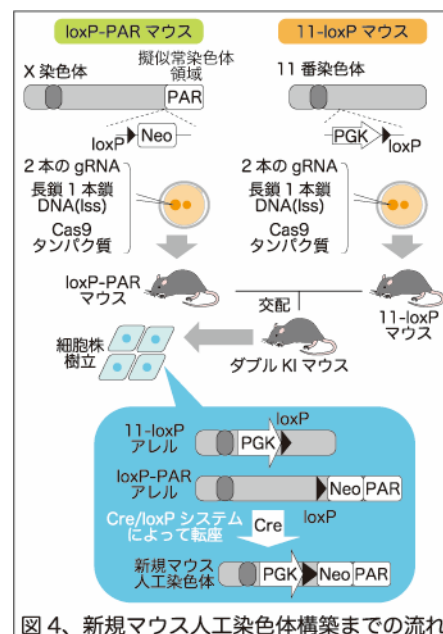 loxP-PAR マウス
11-loxP マウス
X 染色体
擬似常染色体
領域
PAR
11 番染色体
loxP
Neo
PGK
loxP
2 本の gRNA
長鎖 1 本鎖
DNA(lss)
Cas9
タンパク質
2 本の gRNA
長鎖 1 本鎖
DNA(lss)
Cas9
タンパク質
loxP-PAR
マウス
交配
11-loxP
マウス
細胞株
樹立
ダブル KI マウス
loxP
11-loxP
アレル
PGK
loxP-PAR
アレル
Neo PAR
loxP
Cre/loxP システム
によって転座
Cre
新規マウス
人工染色体
PGK Neo PAR
図 4、新規マウス人工染色体構築までの流れ